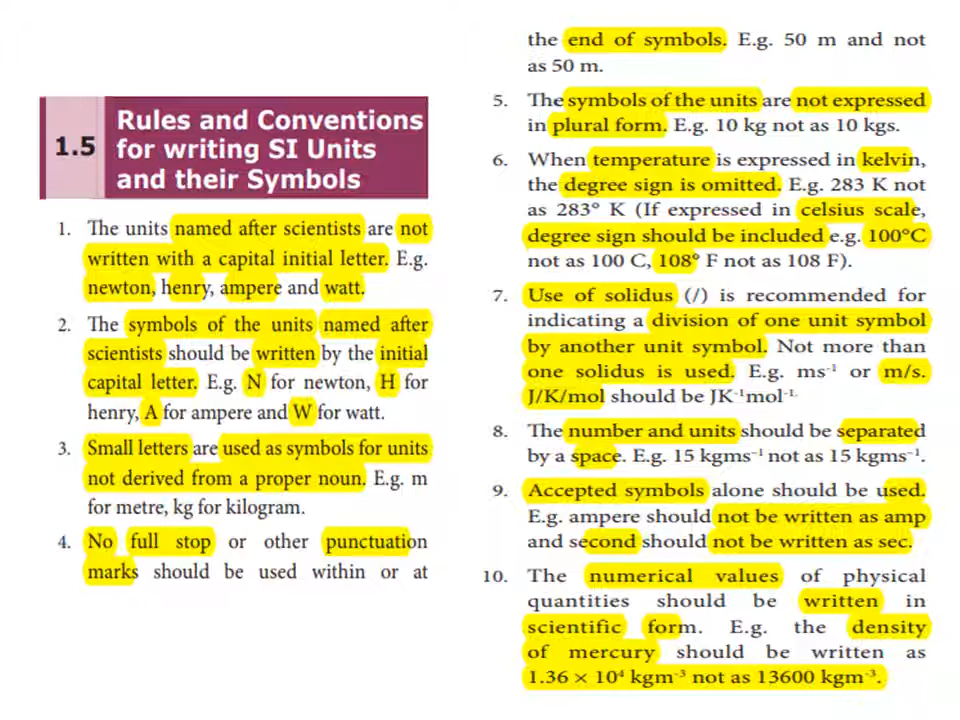 1.5
Rules and Conventions
for writing SI Units
and their Symbols
1. The units named after scientists are not
written with a capital initial letter. E.g.
newton, henry, ampere and watt.
2. The symbols of the units named after
scientists should be written by the initial
capital letter. E.g. N for newton, H for
henry, A for ampere and W for watt.
3. Small letters are used as symbols for units
not derived from a proper noun. E.g. m
for metre, kg for kilogram.
4. No full stop or other punctuation
marks should be used within or at
the end of symbols. E.g. 50 m and not
as 50 m.
5. The symbols of the units are not expressed
in plural form. E.g. 10 kg not as 10 kgs.
6. When temperature is expressed in kelvin,
the degree sign is omitted. E.g. 283 K not
as 283° K (If expressed in celsius scale,
degree sign should be included e.g. 100°C
not as 100 C, 108° F not as 108 F).
7. Use of solidus (/) is recommended for
indicating a division of one unit symbol
by another unit symbol. Not more than
one solidus is used. E.g. ms⁻¹ or m/s.
J/K/mol should be JK⁻¹mol⁻¹.
8. The number and units should be separated
by a space. E.g. 15 kgms⁻¹ not as 15kgms⁻¹.
9. Accepted symbols alone should be used.
E.g. ampere should not be written as amp
and second should not be written as sec.
10. The numerical values of physical
quantities should be written in
scientific form. E.g. the density
of mercury should be written as
1.36 × 10⁴ kgm⁻³ not as 13600 kgm⁻³.